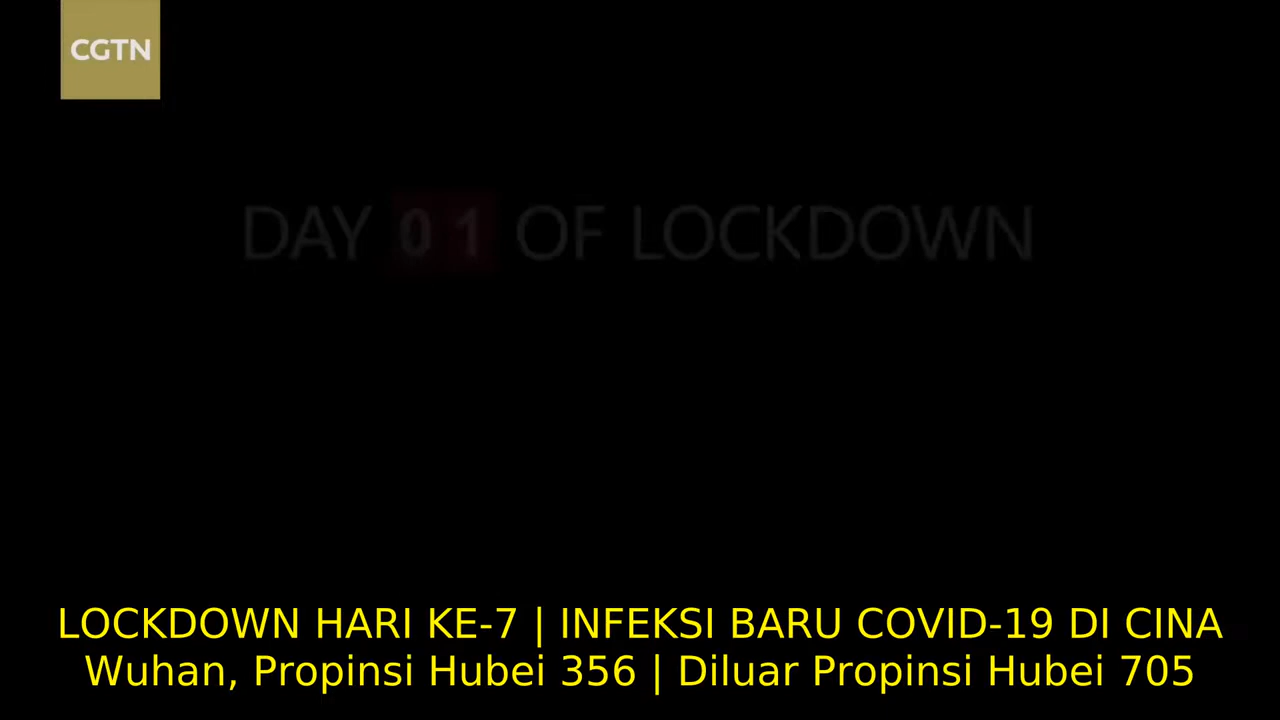 CGTN
DAY 01 OF LOCKDOWN
LOCKDOWN HARI KE-7 | INFEKSI BARU COVID-19 DI CINA
Wuhan, Propinsi Hubei 356 | Diluar Propinsi Hubei 705